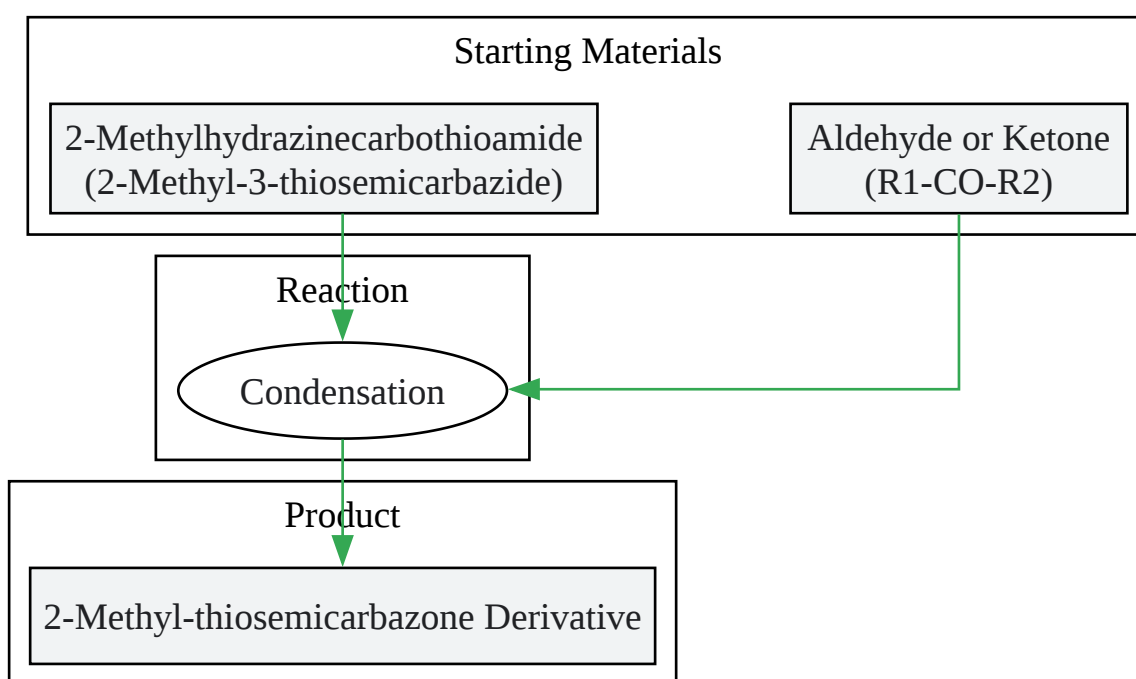 Starting Materials
2-Methylhydrazinecarbothioamide
(2-Methyl-3-thiosemicarbazide)
Aldehyde or Ketone
(R1-CO-R2)
Reaction
Condensation
Product
2-Methyl-thiosemicarbazone Derivative